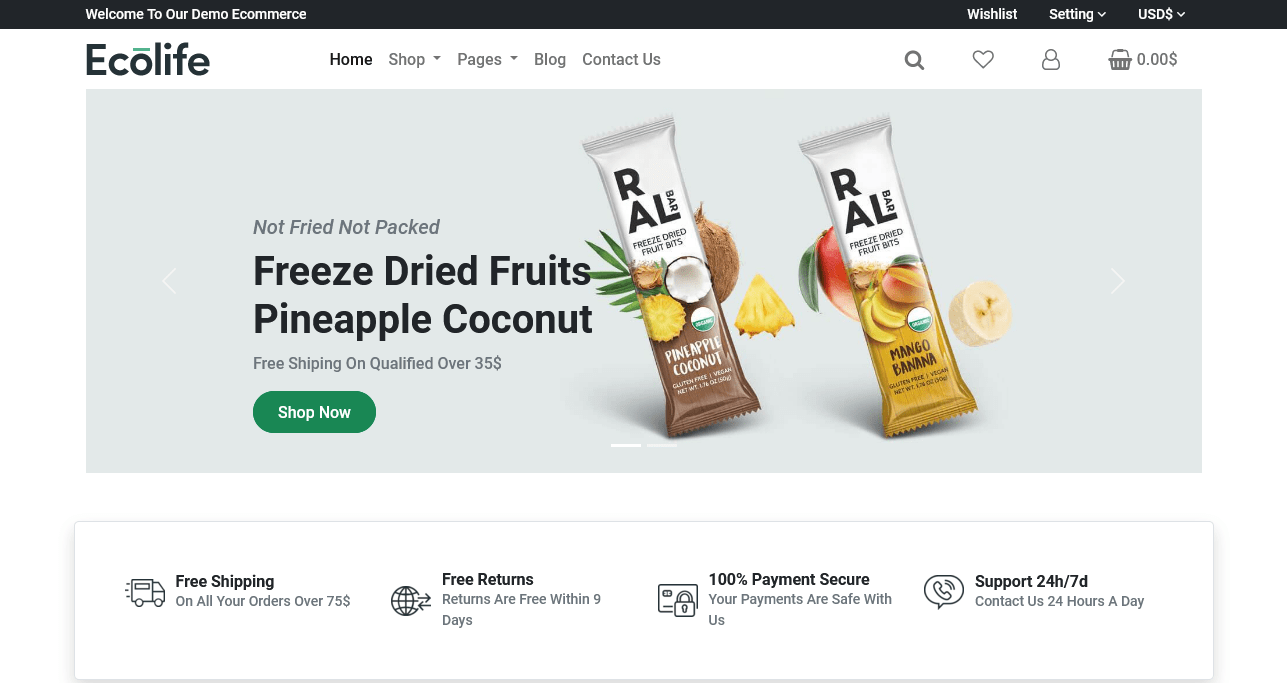 Welcome To Our Demo Ecommerce
Wishlist
Setting
USD$
Ecolife
Home
Shop
Pages
Blog
Contact Us
0.00$
Not Fried Not Packed
Freeze Dried Fruits
Pineapple Coconut
Free Shiping On Qualified Over 35$
Shop Now
R
AL
BAR
FREEZE DRIED
FRUIT BITS
ORGANIC
PINEAPPLE
COCONUT
GLUTEN FREE | VEGAN
NET WT. 1.76 OZ (50g)
R
AL
BAR
FREEZE DRIED
FRUIT BITS
ORGANIC
MANGO
BANANA
GLUTEN FREE | VEGAN
NET WT. 1.76 OZ (50g)
Free Shipping
On All Your Orders Over 75$
Free Returns
Returns Are Free Within 9
Days
100% Payment Secure
Your Payments Are Safe With
Us
Support 24h/7d
Contact Us 24 Hours A Day